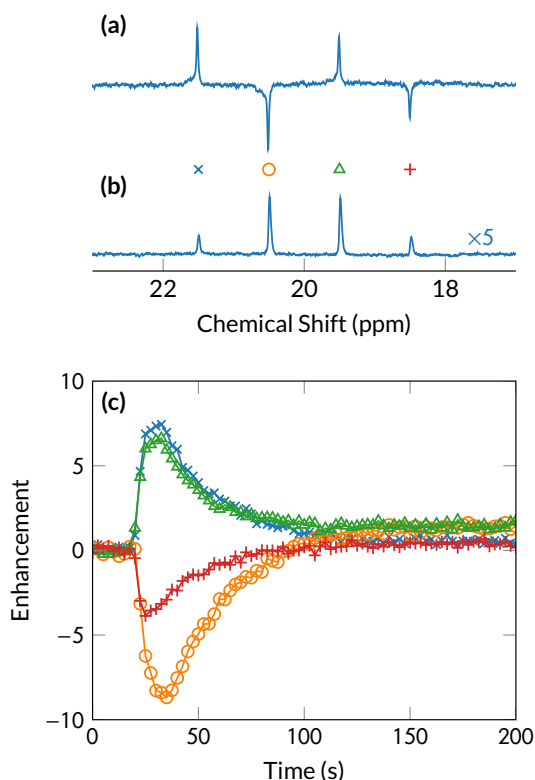 (a)
(b)
×5
22 20 18
Chemical Shift (ppm)
(c)
10
5
0
−5
−10
Enhancement
0 50 100 150 200
Time (s)